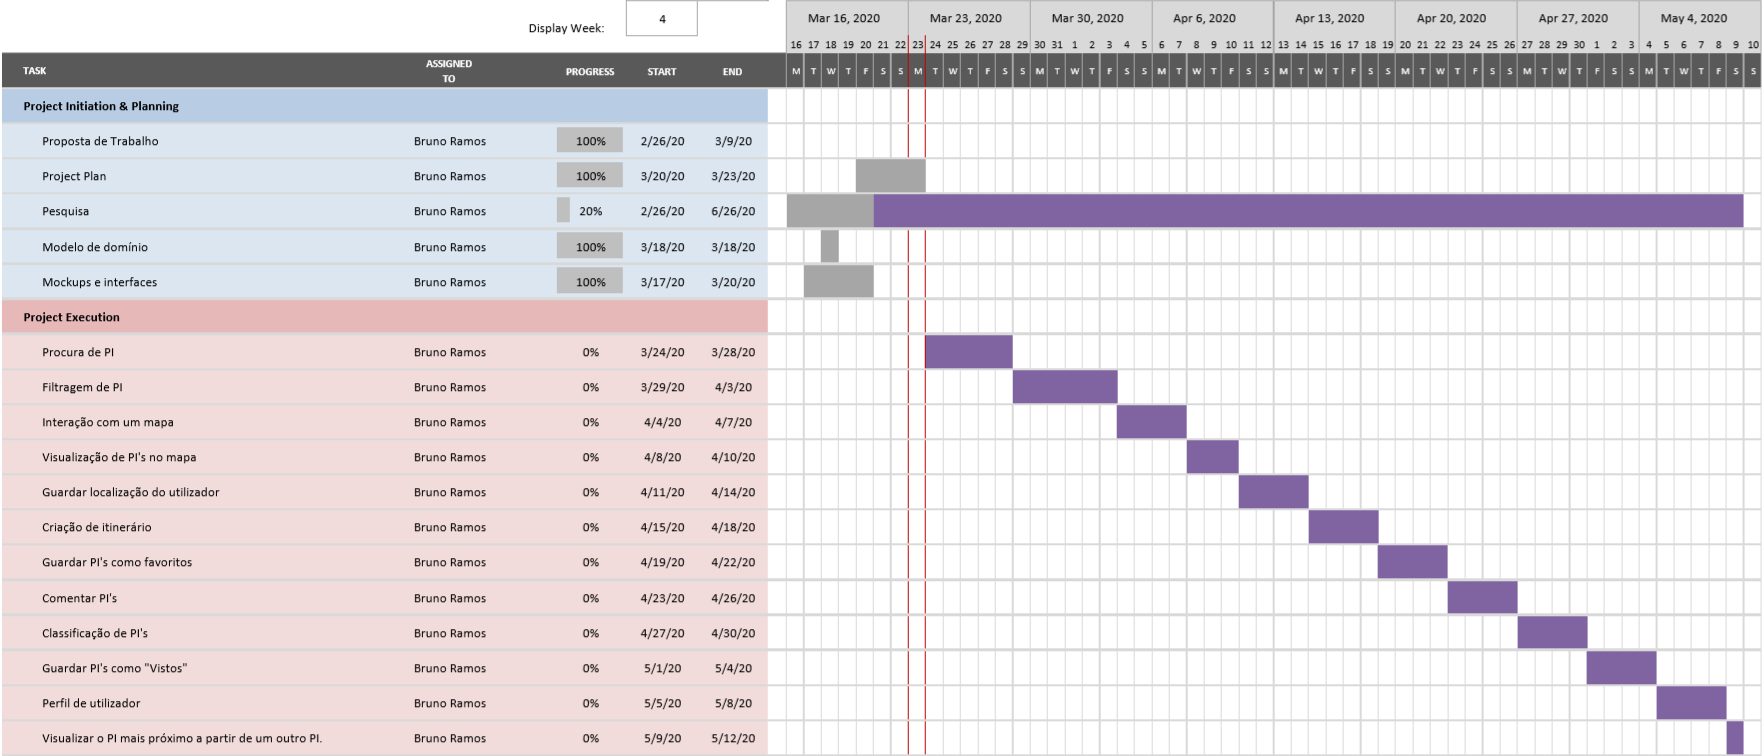 Display Week: 4
Mar 16, 2020 Mar 23, 2020 Mar 30, 2020 Apr 6, 2020 Apr 13, 2020 Apr 20, 2020 Apr 27, 2020 May 4, 2020
16 17 18 19 20 21 22 23 24 25 26 27 28 29 30 31 1 2 3 4 5 6 7 8 9 10 11 12 13 14 15 16 17 18 19 20 21 22 23 24 25 26 27 28 29 30 1 2 3 4 5 6 7 8 9 10
TASK ASSIGNED TO PROGRESS START END M T W T F S S M T W T F S S M T W T F S S M T W T F S S M T W T F S S M T W T F S S M T W T F S S M T W T F S S
Project Initiation & Planning
Proposta de Trabalho Bruno Ramos 100% 2/26/20 3/9/20
Project Plan Bruno Ramos 100% 3/20/20 3/23/20
Pesquisa Bruno Ramos 20% 2/26/20 6/26/20
Modelo de domínio Bruno Ramos 100% 3/18/20 3/18/20
Mockups e interfaces Bruno Ramos 100% 3/17/20 3/20/20
Project Execution
Procura de PI Bruno Ramos 0% 3/24/20 3/28/20
Filtragem de PI Bruno Ramos 0% 3/29/20 4/3/20
Interação com um mapa Bruno Ramos 0% 4/4/20 4/7/20
Visualização de PI's no mapa Bruno Ramos 0% 4/8/20 4/10/20
Guardar localização do utilizador Bruno Ramos 0% 4/11/20 4/14/20
Criação de itinerário Bruno Ramos 0% 4/15/20 4/18/20
Guardar PI's como favoritos Bruno Ramos 0% 4/19/20 4/22/20
Comentar PI's Bruno Ramos 0% 4/23/20 4/26/20
Classificação de PI's Bruno Ramos 0% 4/27/20 4/30/20
Guardar PI's como "Vistos" Bruno Ramos 0% 5/1/20 5/4/20
Perfil de utilizador Bruno Ramos 0% 5/5/20 5/8/20
Visualizar o PI mais próximo a partir de um outro PI. Bruno Ramos 0% 5/9/20 5/12/20